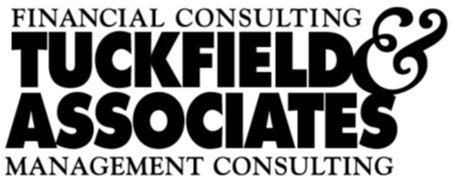 FINANCIAL CONSULTING
TUCKFIELD &
ASSOCIATES
MANAGEMENT CONSULTING